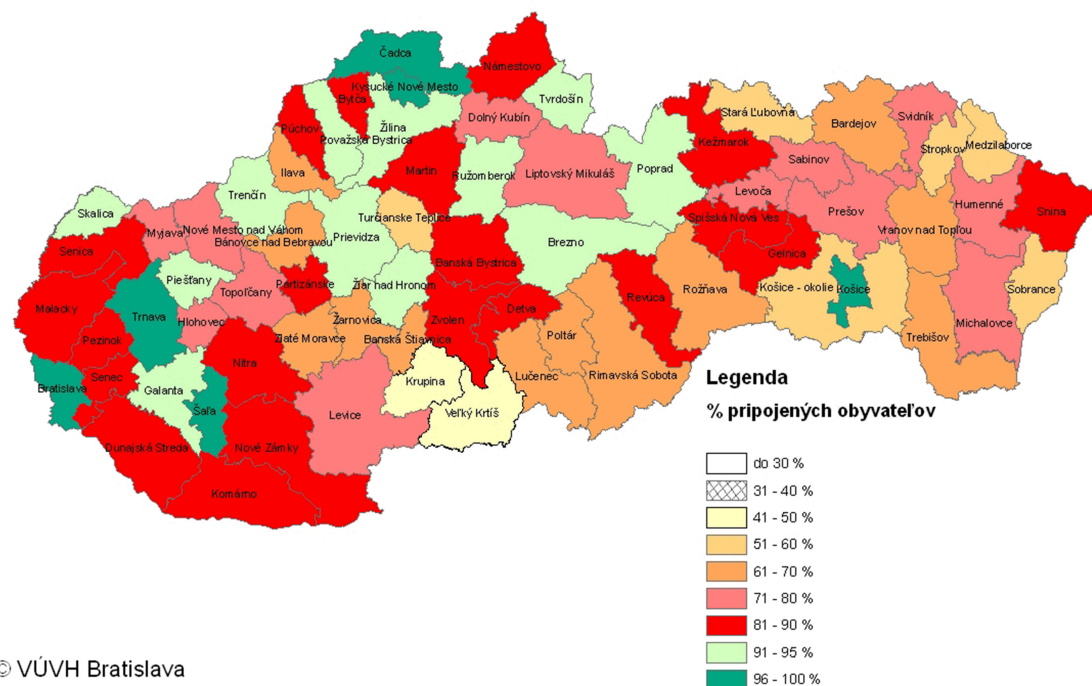 Čadca
Námestovo
Kysucké Nové Mesto
Bytča
Tvrdošín
Púchov
Žilina
Považská Bystrica
Dolný Kubín
Stará Ľubovňa
Bardejov
Svidník
Stropkov
Medzilaborce
Kežmarok
Sabinov
Ilava
Martin
Ružomberok
Liptovský Mikuláš
Poprad
Levoča
Prešov
Humenné
Snina
Trenčín
Skalica
Turčianske Teplice
Spišská Nová Ves
Vranov nad Topľou
Myjava
Nové Mesto nad Váhom
Bánovce nad Bebravou
Prievidza
Brezno
Senica
Gelnica
Banská Bystrica
Piešťany
Partizánske
Žiar nad Hronom
Topoľčany
Revúca
Rožňava
Košice - okolie
Košice
Sobrance
Malacky
Trnava
Hlohovec
Žarnovica
Zvolen
Detva
Michalovce
Pezinok
Zlaté Moravce
Banská Štiavnica
Poltár
Trebišov
Nitra
Senec
Bratislava
Galanta
Krupina
Lučenec
Rimavská Sobota
Šaľa
Levice
Veľký Krtíš
Dunajská Streda
Nové Zámky
Komárno
Legenda
% pripojených obyvateľov
do 30 %
31 - 40 %
41 - 50 %
51 - 60 %
61 - 70 %
71 - 80 %
81 - 90 %
91 - 95 %
96 - 100 %
© VÚVH Bratislava